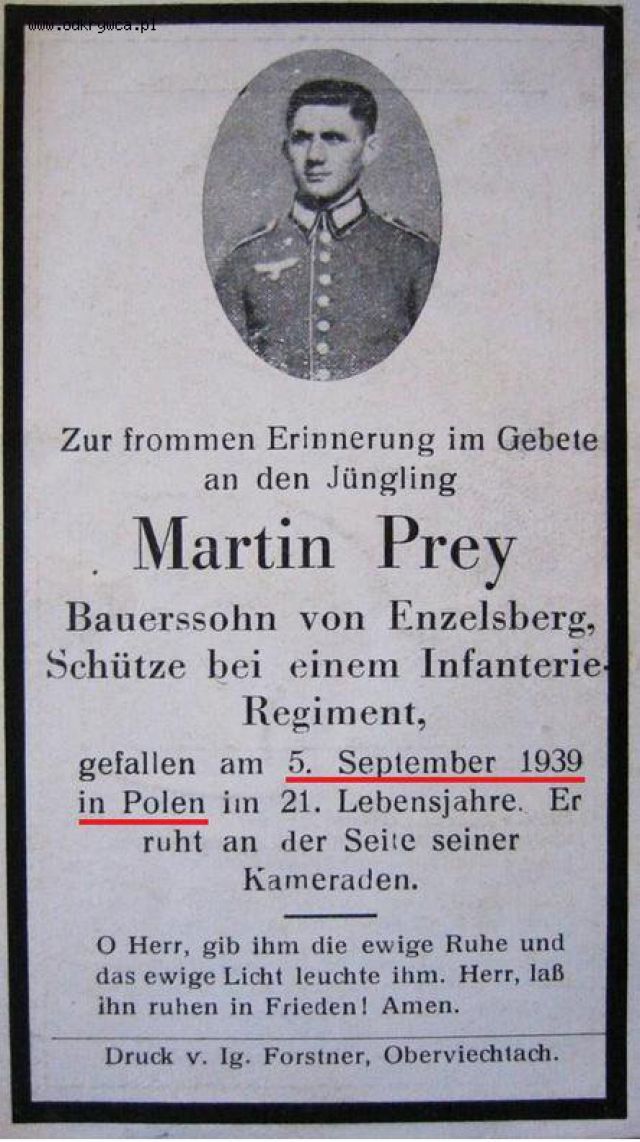 www.odkrywca.pl
Zur frommen Erinnerung im Gebete
an den Jüngling
Martin Prey
Bauerssohn von Enzelsberg,
Schütze bei einem Infanterie-
Regiment,
gefallen am 5. September 1939
in Polen im 21. Lebensjahre. Er
ruht an der Seite seiner
Kameraden.
O Herr, gib ihm die ewige Ruhe und
das ewige Licht leuchte ihm. Herr, laß
ihn ruhen in Frieden! Amen.
Druck v. Ig. Forstner, Oberviechtach.